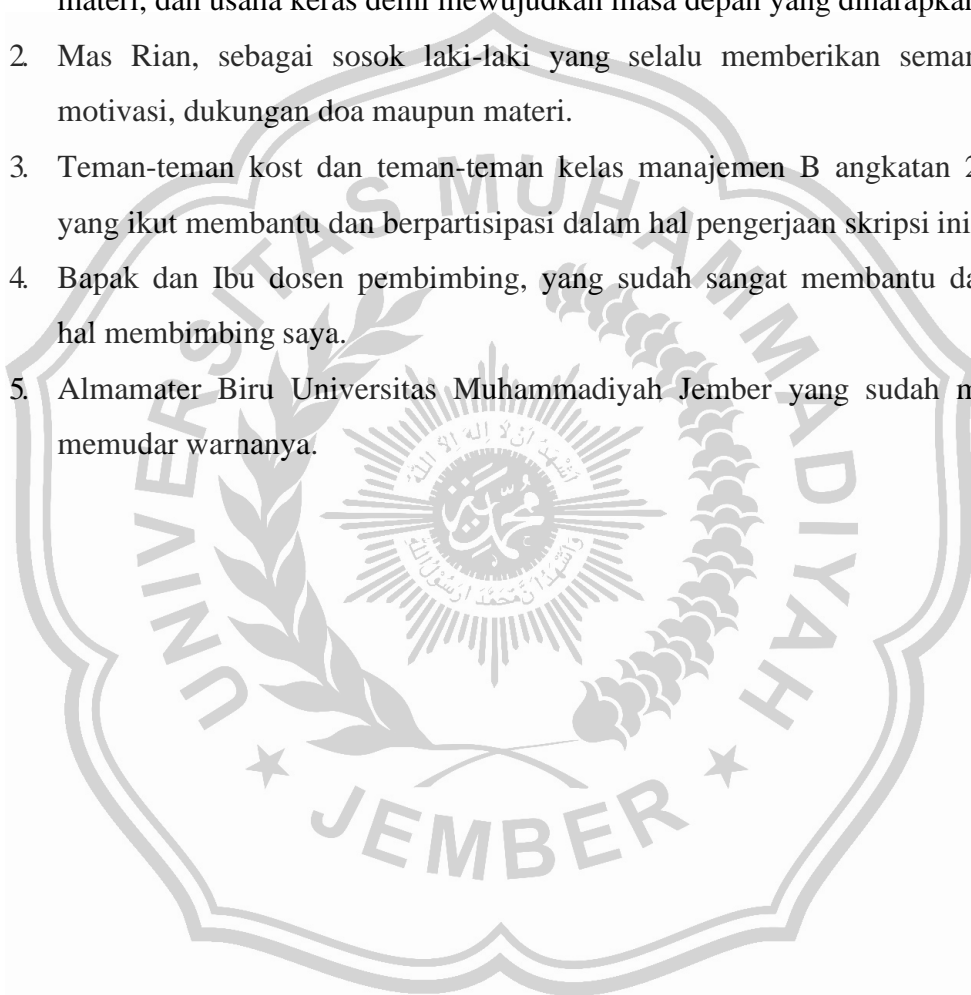 materi, dan usaha keras demi mewujudkan masa depan yang diharapkan
2. Mas Rian, sebagai sosok laki-laki yang selalu memberikan
motivasi, dukungan doa maupun materi.
3. Teman-teman kost dan teman-teman kelas manajemen B angkatan
yang ikut membantu dan berpartisipasi dalam hal pengerjaan skripsi ini
4. Bapak dan Ibu dosen pembimbing, yang sudah sangat membantu
hal membimbing saya.
5. Almamater Biru Universitas Muhammadiyah Jember yang sudah
memudar warnanya.
UNIVERSITAS MUHAMMADIYAH
JEMBER